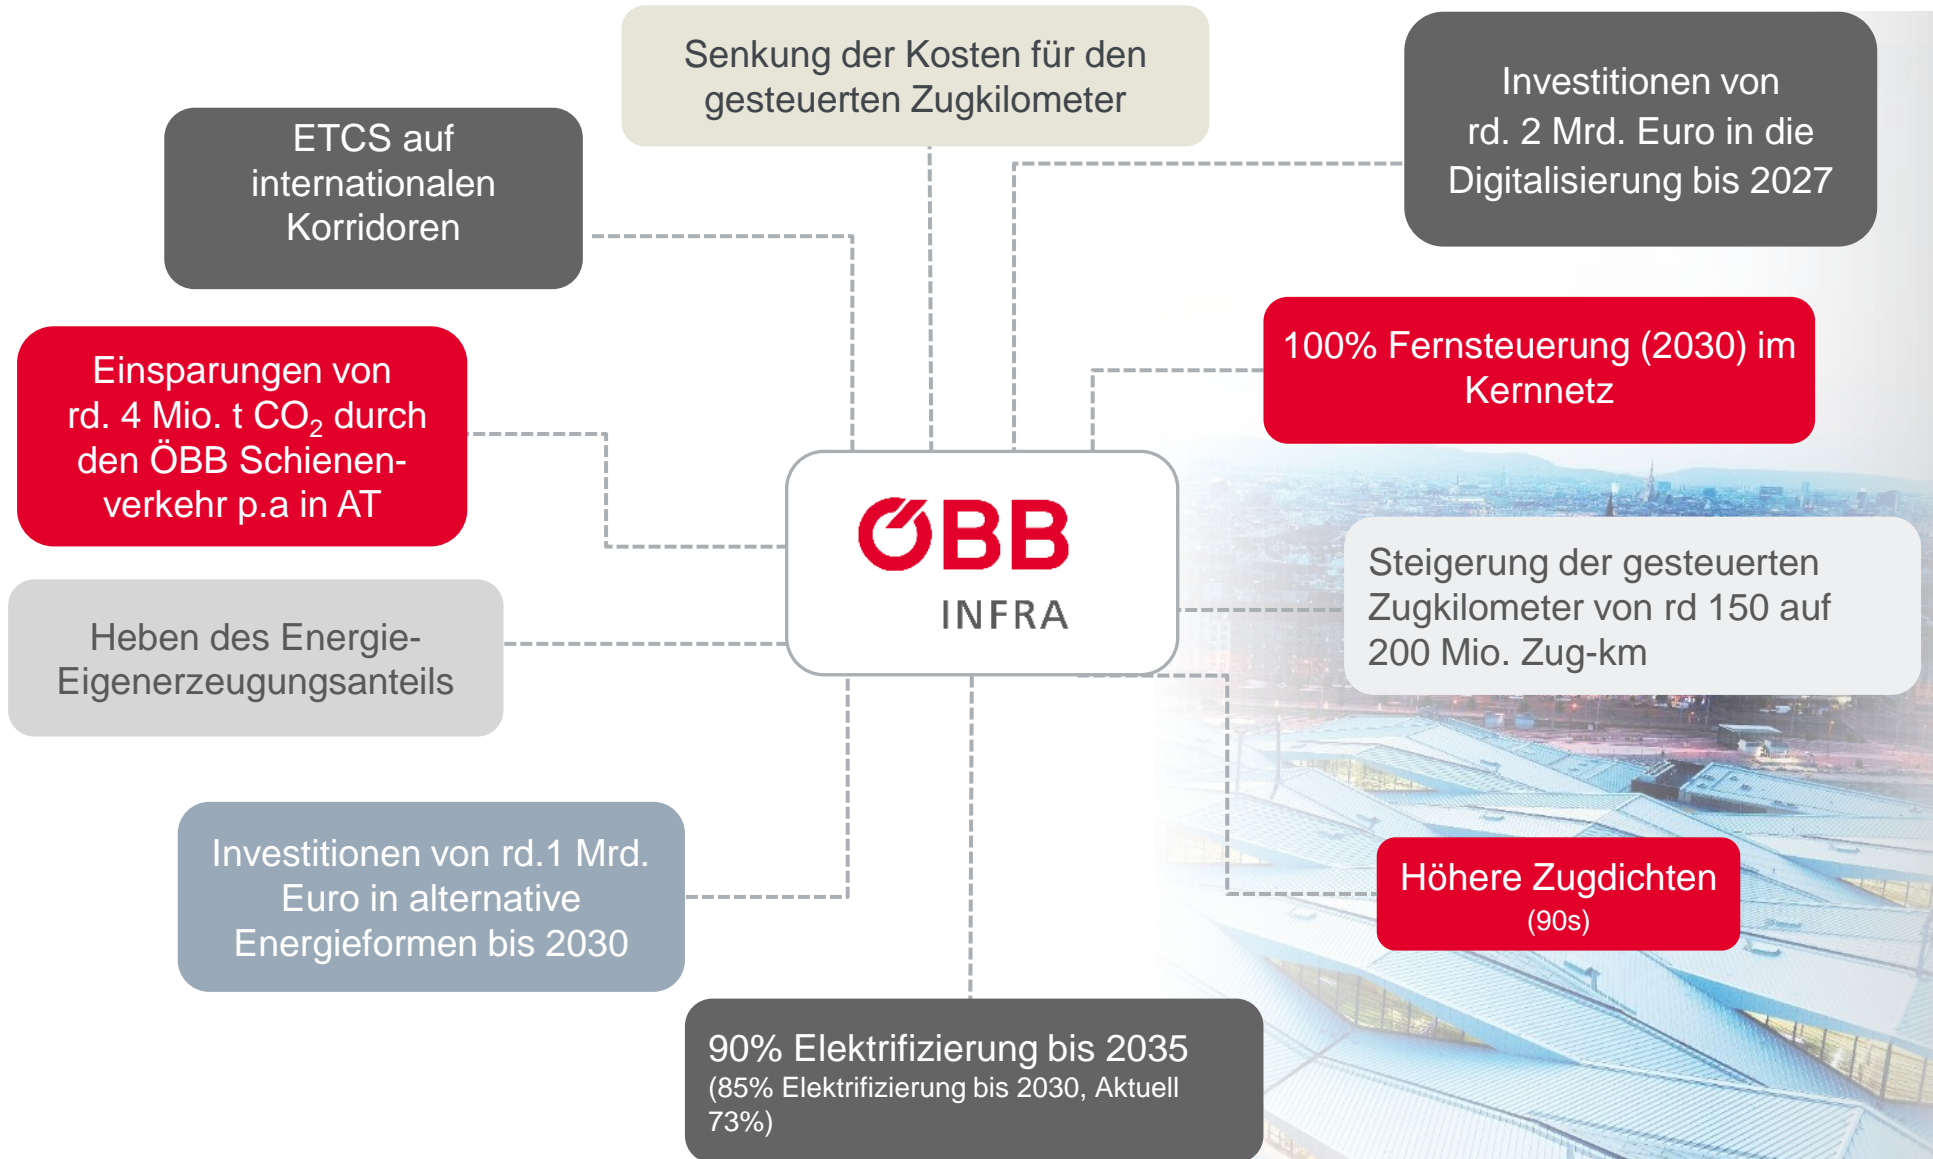 Senkung der Kosten für den
gesteuerten Zugkilometer
Investitionen von
rd. 2 Mrd. Euro in die
Digitalisierung bis 2027
ETCS auf
internationalen
Korridoren
100% Fernsteuerung (2030) im
Kernnetz
Einsparungen von
rd. 4 Mio. t CO₂ durch
den ÖBB Schienen-
verkehr p.a in AT
ÖBB
INFRA
Steigerung der gesteuerten
Zugkilometer von rd 150 auf
200 Mio. Zug-km
Heben des Energie-
Eigenerzeugungsanteils
Investitionen von rd.1 Mrd.
Euro in alternative
Energieformen bis 2030
Höhere Zugdichten
(90s)
90% Elektrifizierung bis 2035
(85% Elektrifizierung bis 2030, Aktuell
73%)